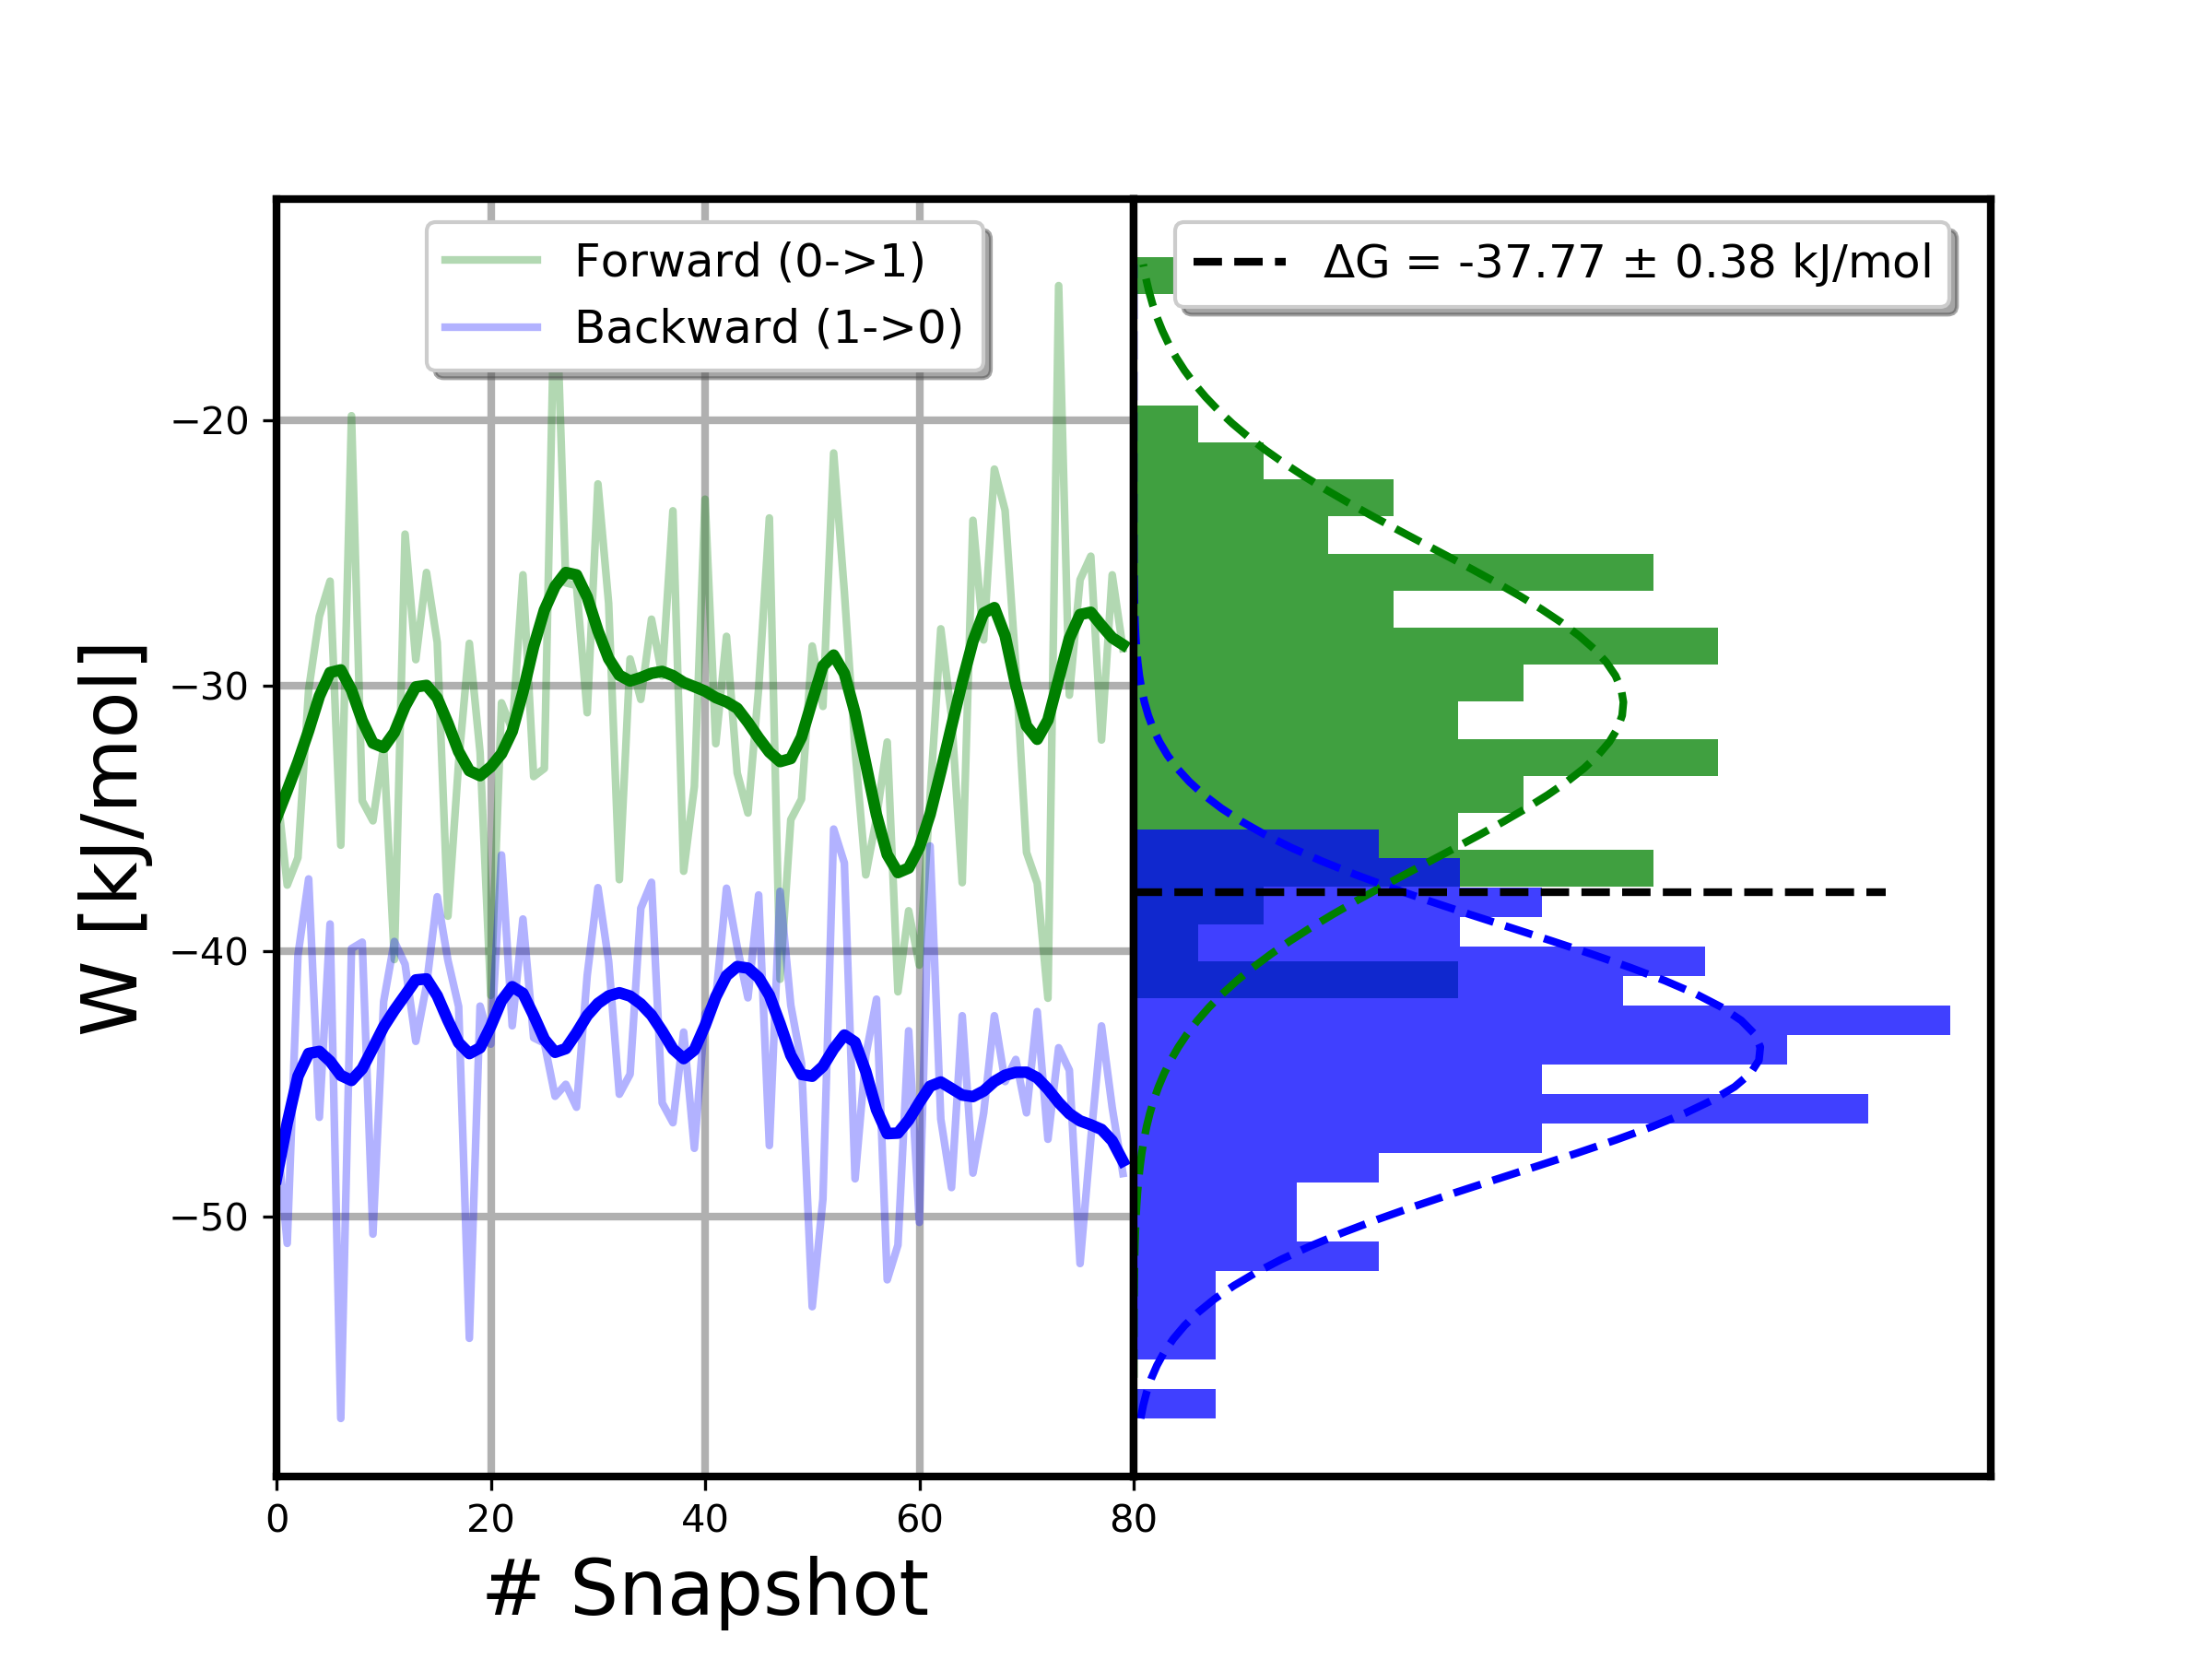 Forward (0->1)
Backward (1->0)
ΔG = -37.77 ± 0.38 kJ/mol
W [kJ/mol]
−20
−30
−40
−50
0 20 40 60 80
# Snapshot